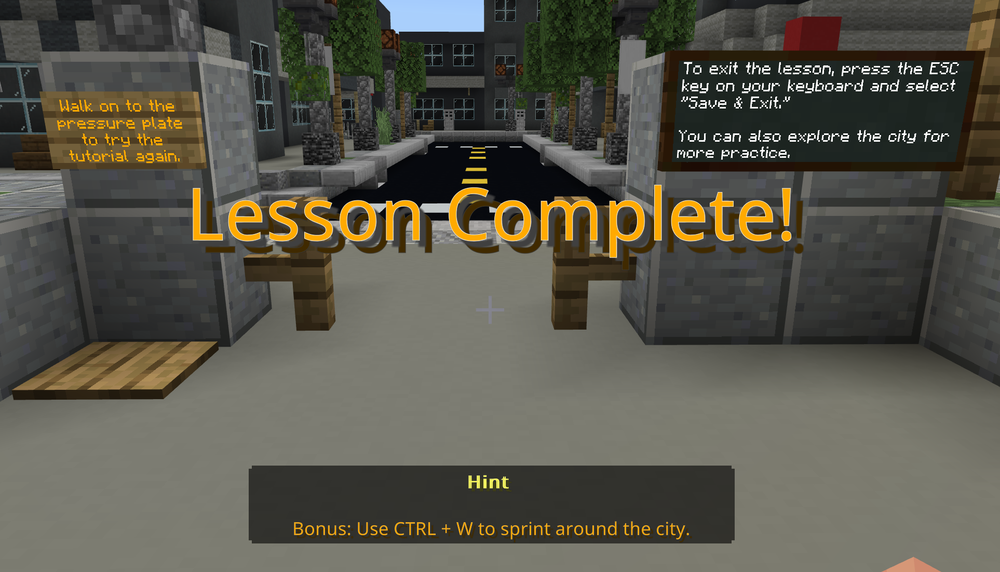 Walk on to the
pressure plate
to try the
tutorial again.
To exit the lesson, press the ESC
key on your keyboard and select
"Save & Exit."
You can also explore the city for
more practice.
Lesson Complete!
Hint
Bonus: Use CTRL + W to sprint around the city.